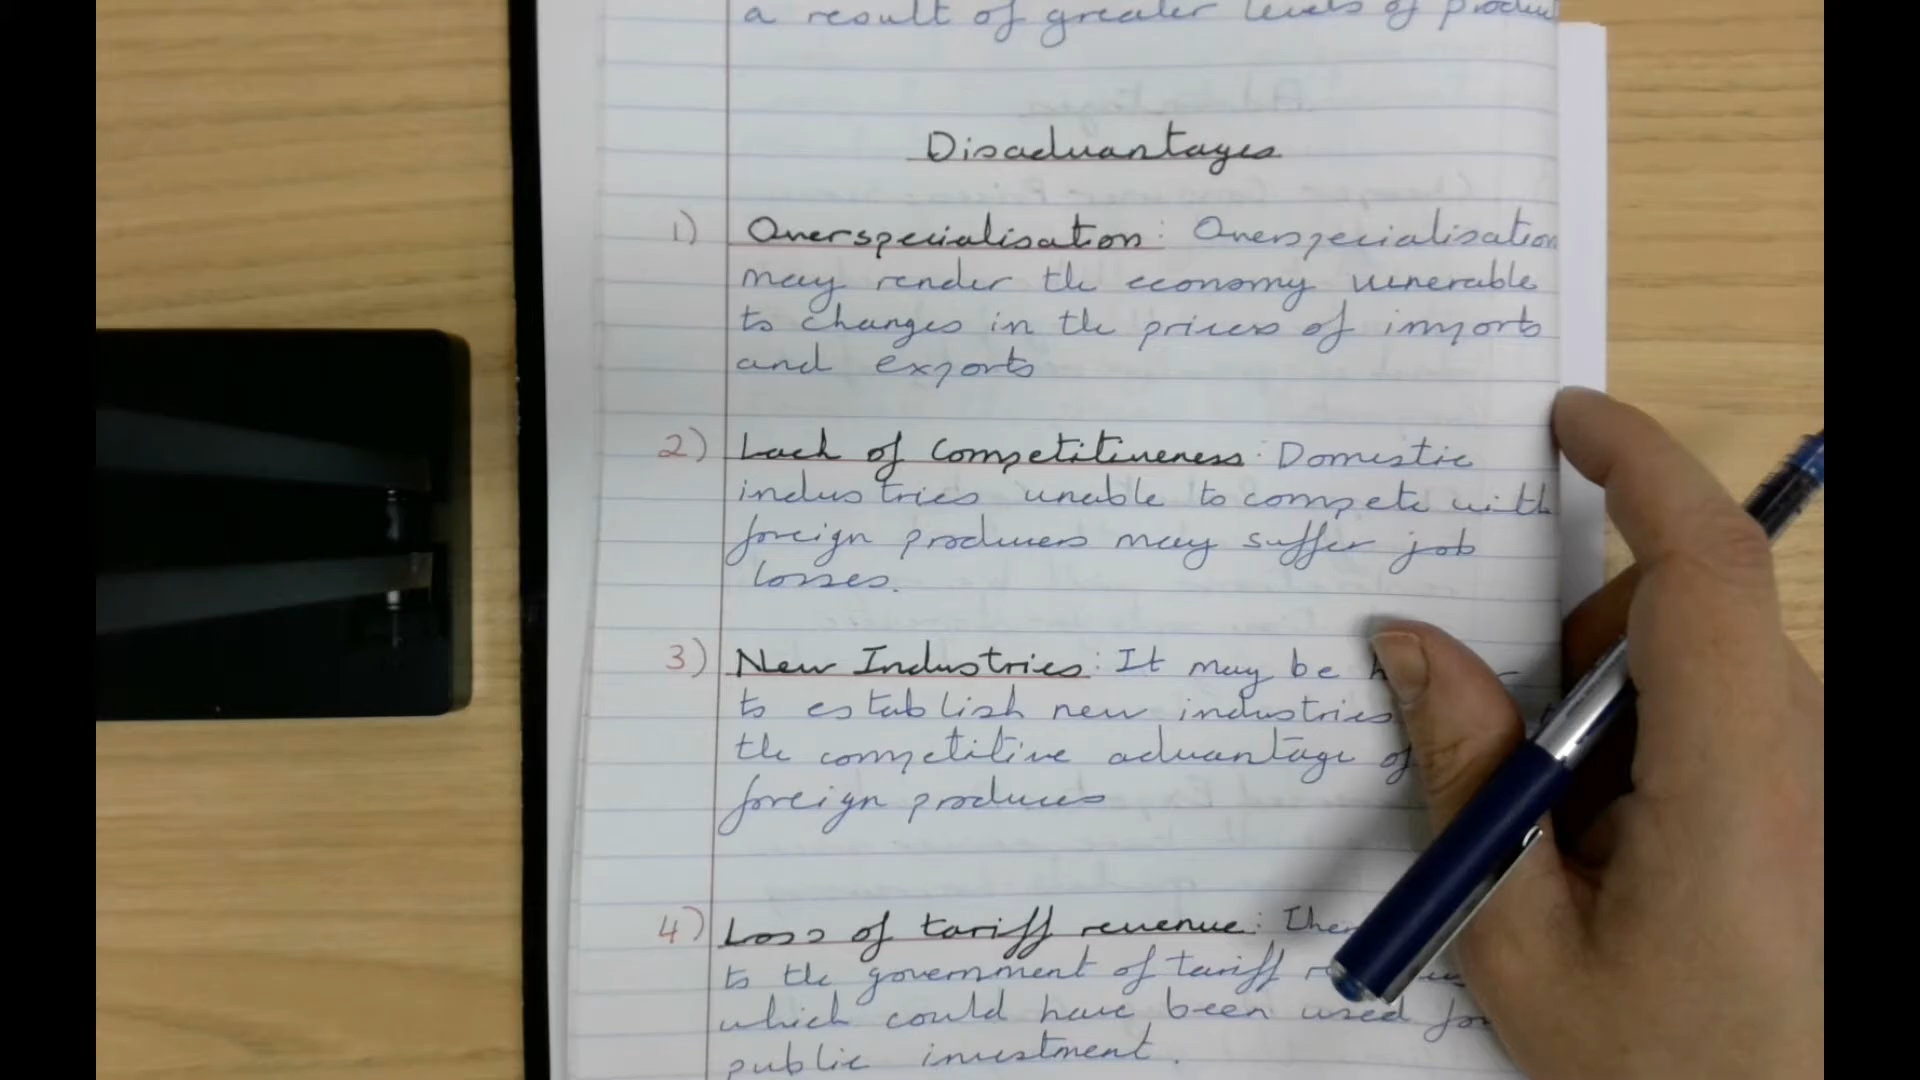 a result of greater levels of produc
Disadvantages
1) Overspecialisation: Overspecialisation
may render the economy vunerable
to changes in the prices of imports
and exports
2) Lack of Competitiveness: Domestic
industries unable to compete with
foreign producers may suffer job
losses.
3) New Industries: It may be
to establish new industries
the competitive advantage of
foreign produces
4) Loss of tariff revenue:
to the government of tariff
which could have been used for
public investment.